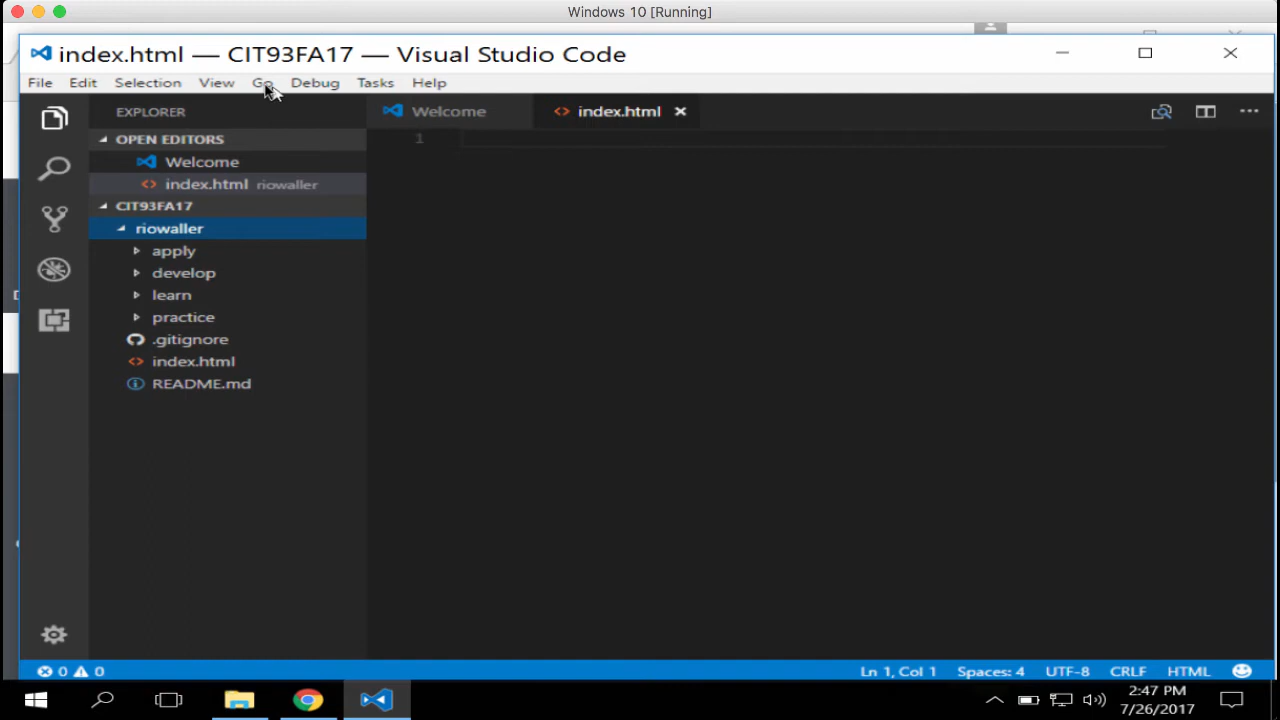 Windows 10 [Running]
index.html — CIT93FA17 — Visual Studio Code
File Edit Selection View Go Debug Tasks Help
EXPLORER
Welcome
index.html
OPEN EDITORS
1
Welcome
index.html riowaller
CIT93FA17
riowaller
apply
develop
learn
practice
.gitignore
index.html
README.md
0 0
Ln 1, Col 1 Spaces: 4 UTF-8 CRLF HTML
2:47 PM
7/26/2017